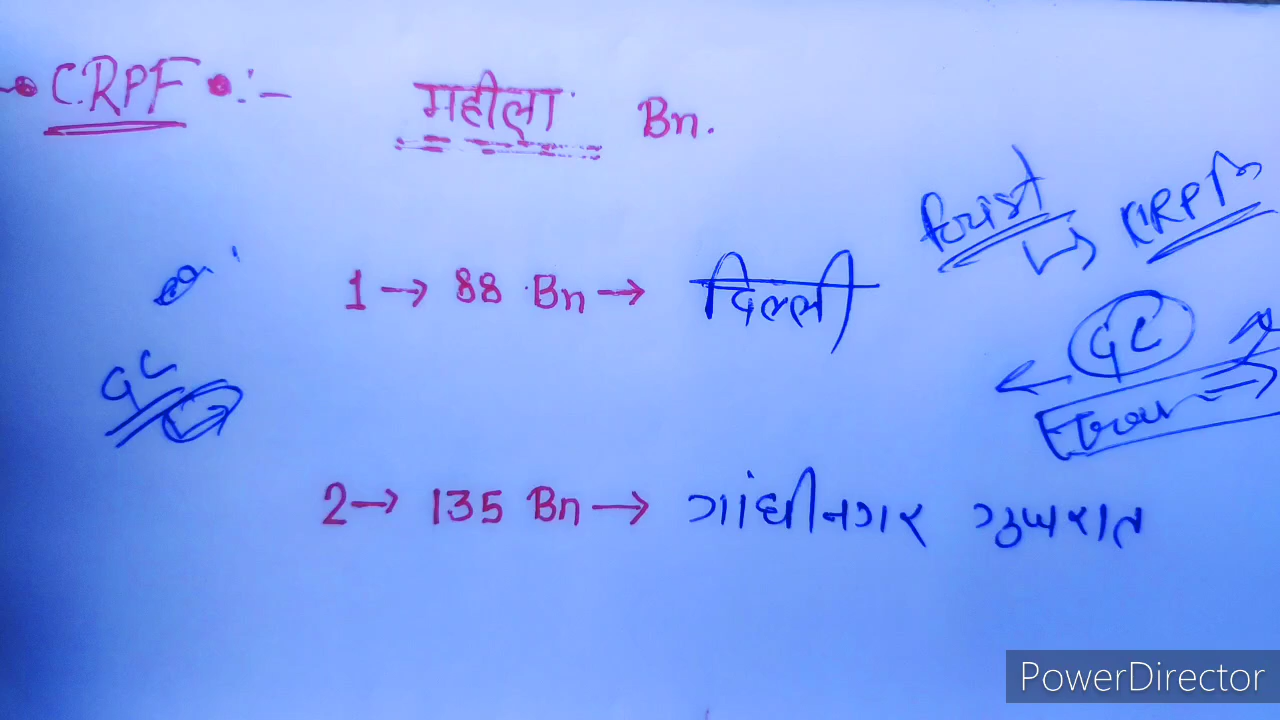 CRPF :- महीला Bn.
CRPF
1 → 88 Bn → दिल्ली
GC
GC
2 → 135 Bn → ગાંધીનગર ગુજરાત
PowerDirector